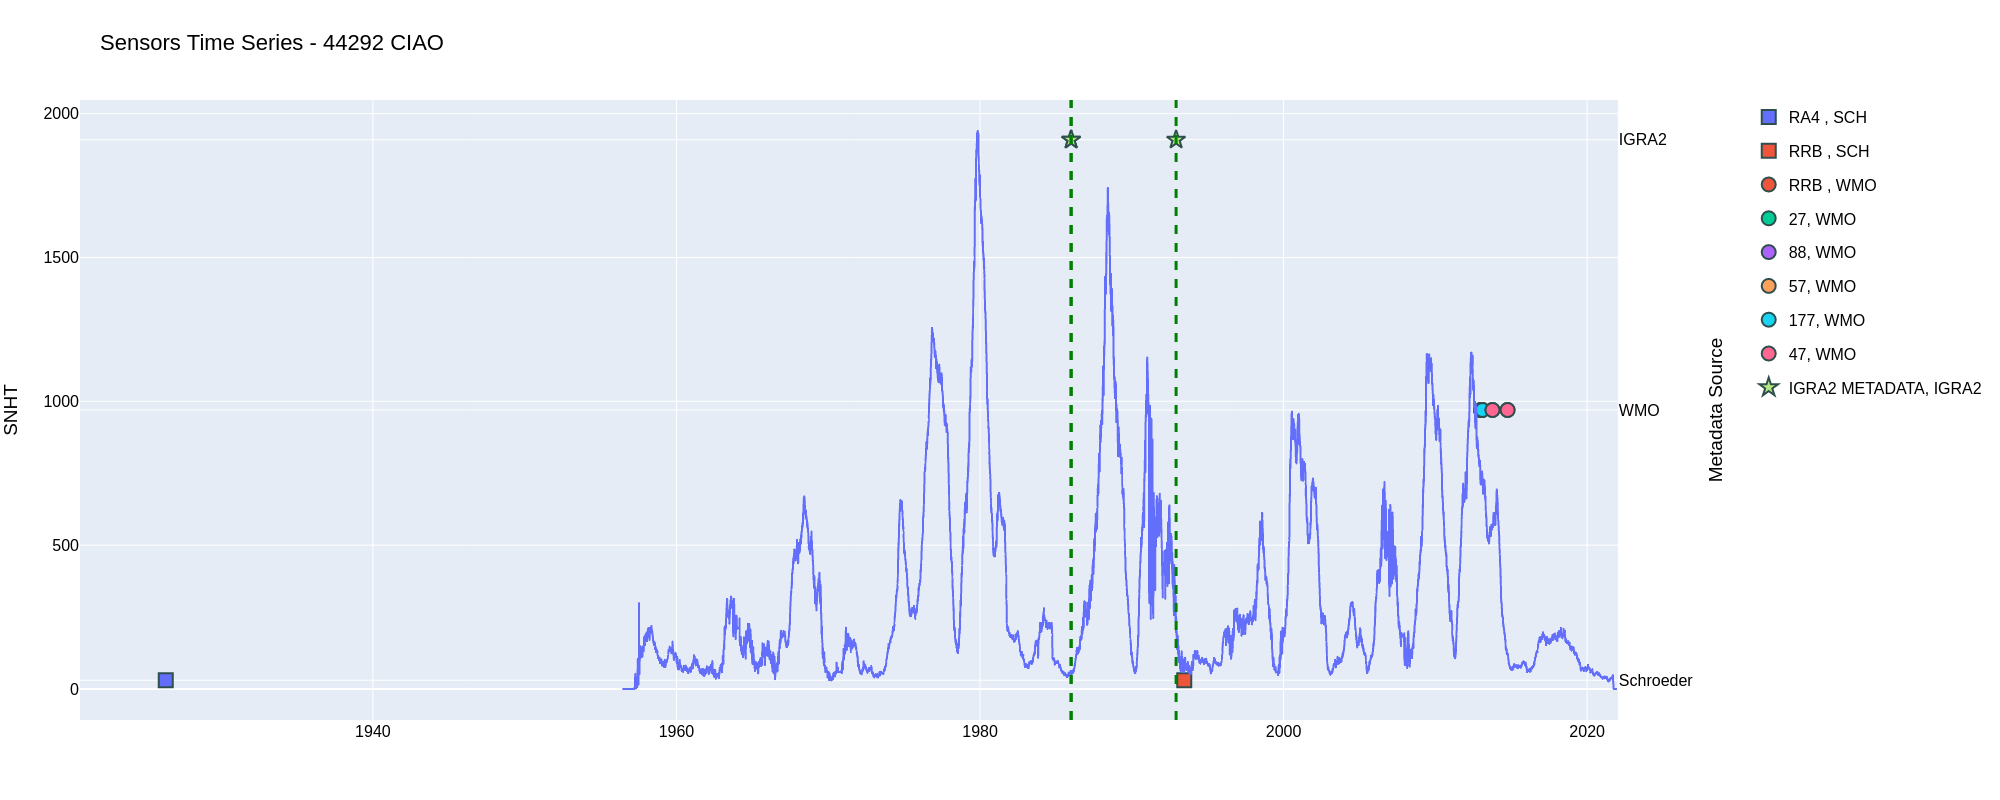 Sensors Time Series - 44292 CIAO
SNHT
2000
1500
1000
500
0
1940
1960
1980
2000
2020
IGRA2
WMO
Schroeder
Metadata Source
RA4 , SCH
RRB , SCH
RRB , WMO
27, WMO
88, WMO
57, WMO
177, WMO
47, WMO
IGRA2 METADATA, IGRA2